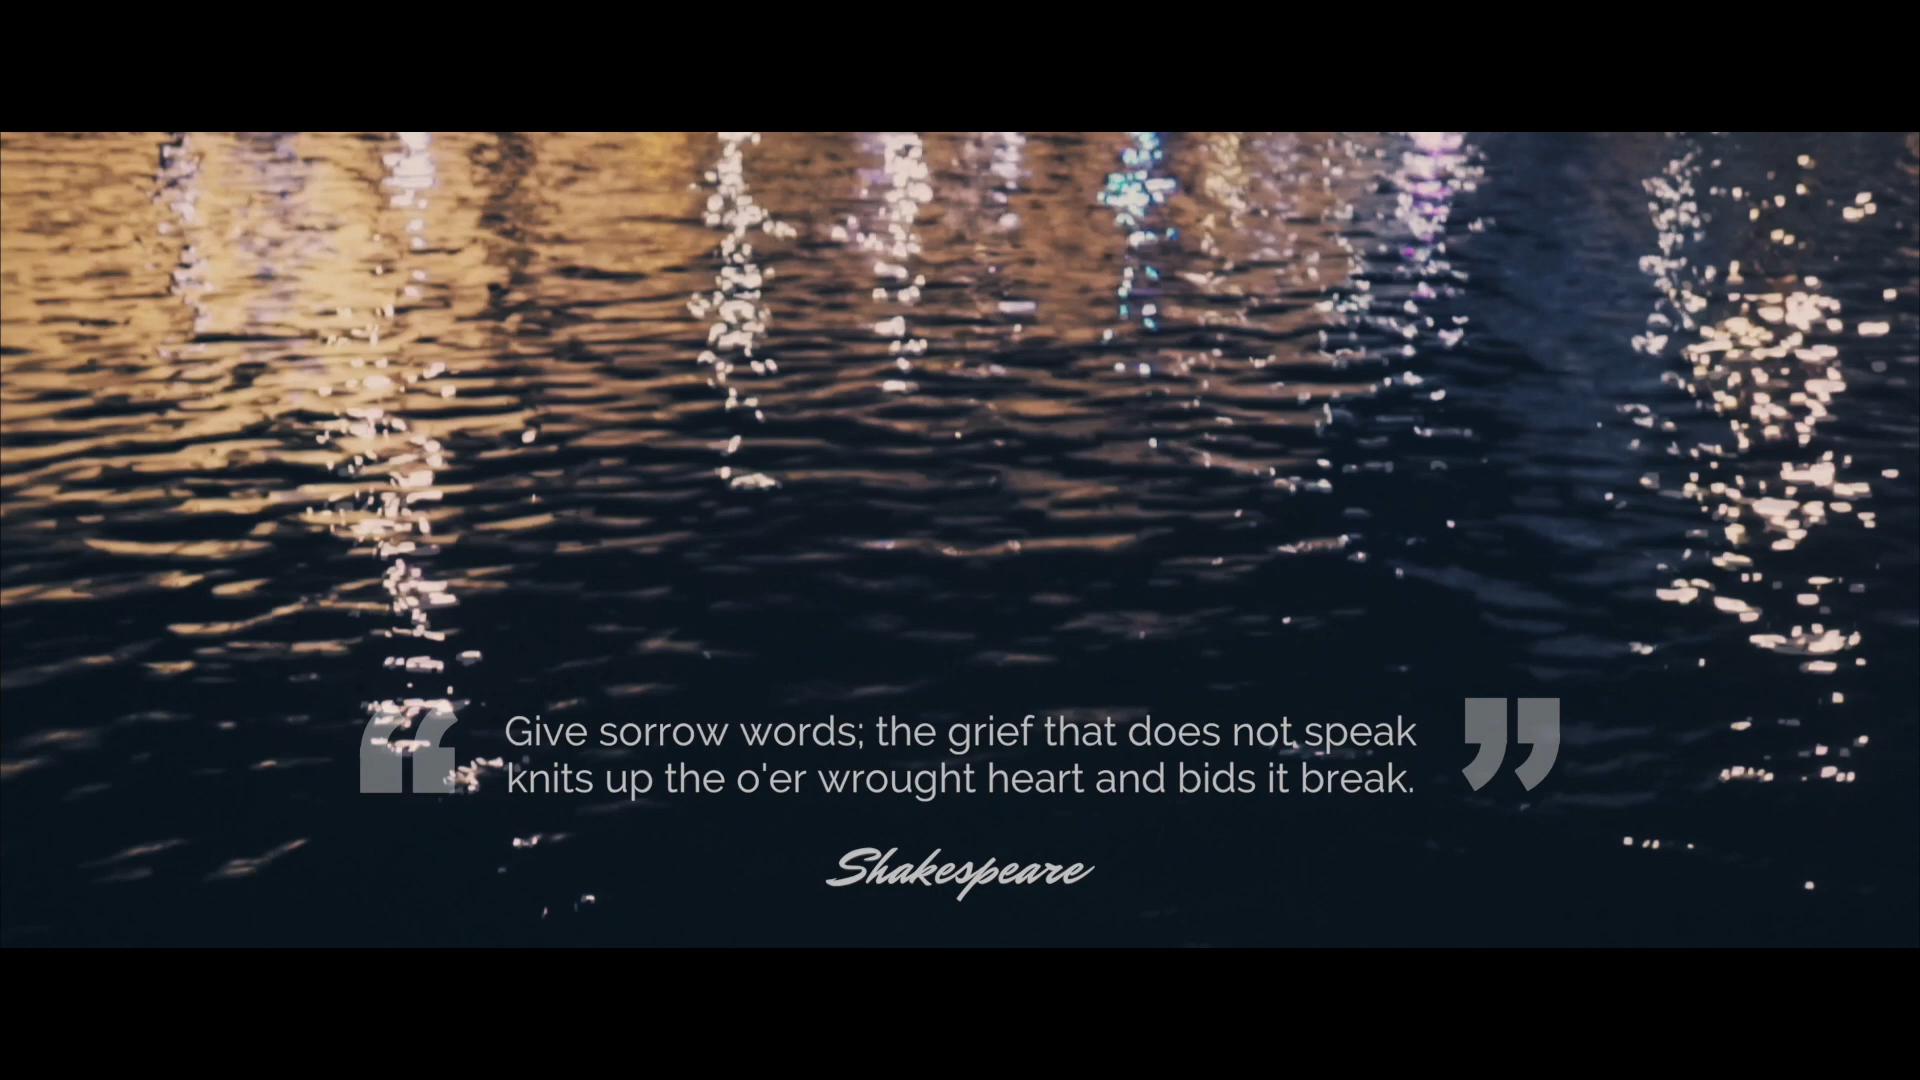 “ Give sorrow words; the grief that does not speak
knits up the o'er wrought heart and bids it break. ”
Shakespeare